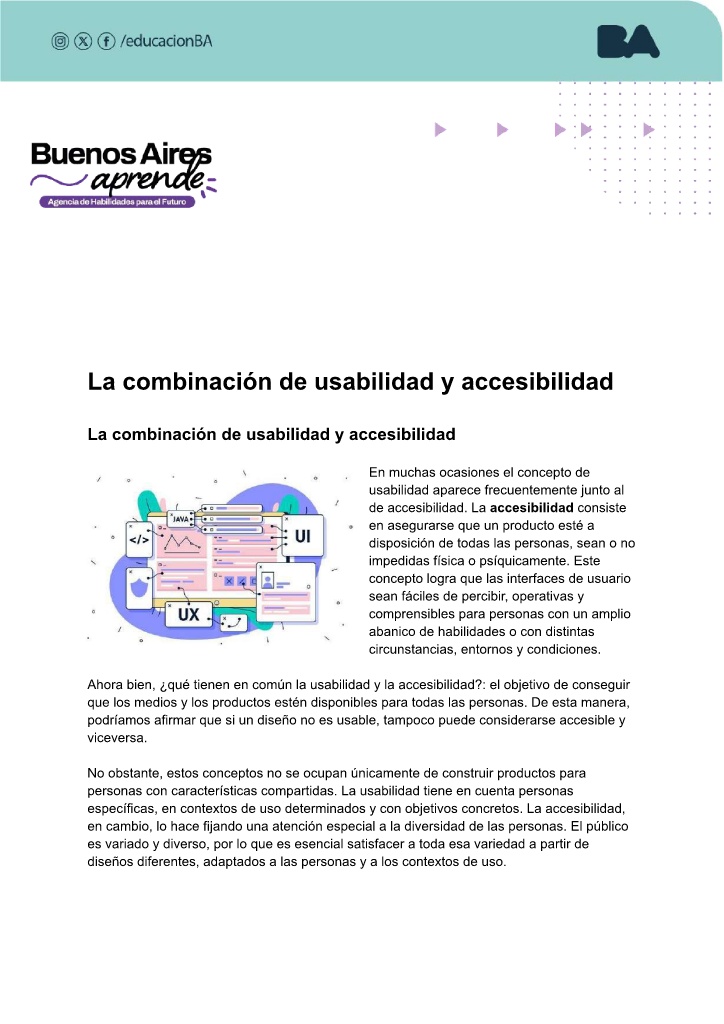 /educacionBA
BA
Buenos Aires
aprende
Agencia de Habilidades para el Futuro
La combinación de usabilidad y accesibilidad
La combinación de usabilidad y accesibilidad
JAVA
</>
UI
UX
En muchas ocasiones el concepto de
usabilidad aparece frecuentemente junto al
de accesibilidad. La accesibilidad consiste
en asegurarse que un producto esté a
disposición de todas las personas, sean o no
impedidas física o psíquicamente. Este
concepto logra que las interfaces de usuario
sean fáciles de percibir, operativas y
comprensibles para personas con un amplio
abanico de habilidades o con distintas
circunstancias, entornos y condiciones.
Ahora bien, ¿qué tienen en común la usabilidad y la accesibilidad?: el objetivo de conseguir
que los medios y los productos estén disponibles para todas las personas. De esta manera,
podríamos afirmar que si un diseño no es usable, tampoco puede considerarse accesible y
viceversa.
No obstante, estos conceptos no se ocupan únicamente de construir productos para
personas con características compartidas. La usabilidad tiene en cuenta personas
específicas, en contextos de uso determinados y con objetivos concretos. La accesibilidad,
en cambio, lo hace fijando una atención especial a la diversidad de las personas. El público
es variado y diverso, por lo que es esencial satisfacer a toda esa variedad a partir de
diseños diferentes, adaptados a las personas y a los contextos de uso.